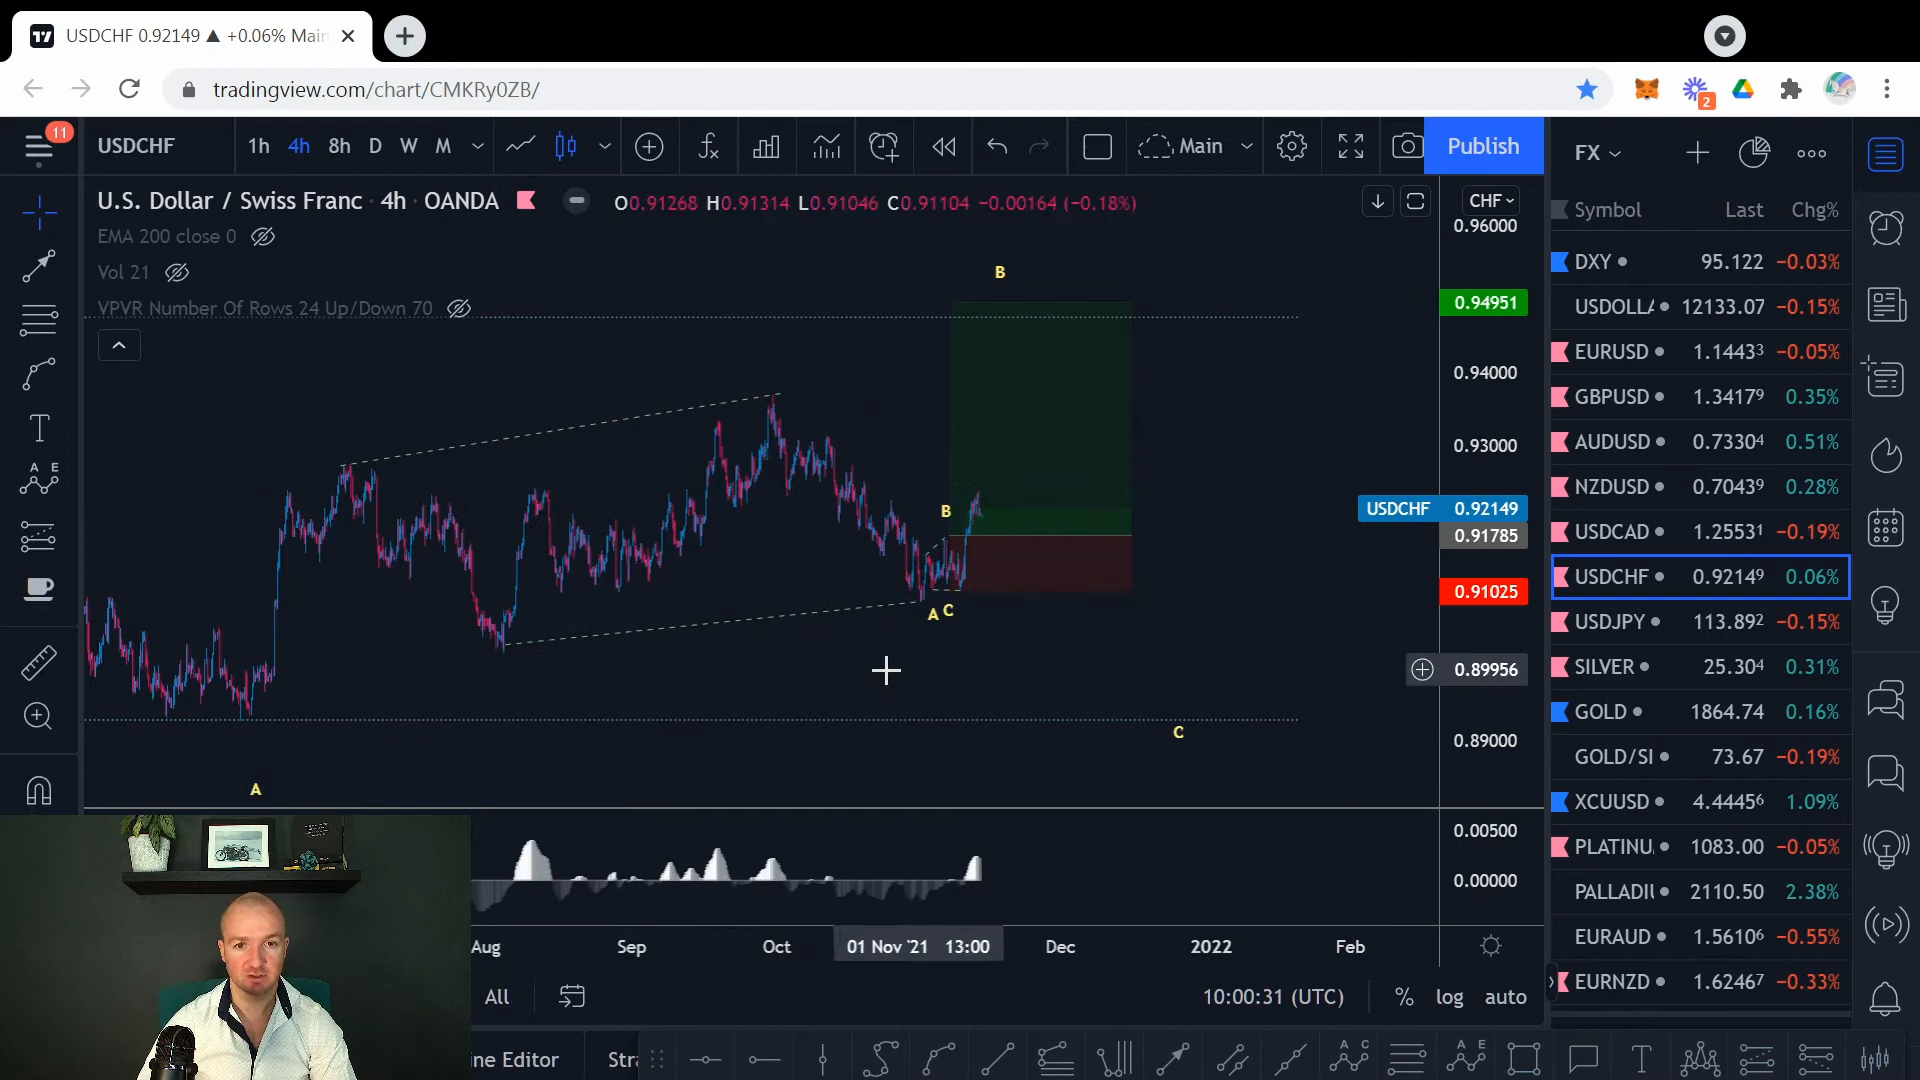 USDCHF 0.92149 ▲ +0.06% Main
tradingview.com/chart/CMKRy0ZB/
2
11
USDCHF 1h 4h 8h D W M Main Publish
FX
U.S. Dollar / Swiss Franc · 4h · OANDA O0.91268 H0.91314 L0.91046 C0.91104 −0.00164 (−0.18%)
EMA 200 close 0
Vol 21
VPVR Number Of Rows 24 Up/Down 70
CHF
0.96000
0.94951
0.94000
0.93000
USDCHF 0.92149
0.91785
0.91025
0.89956
0.89000
0.00500
0.00000
B
B
A C
C
A
Aug Sep Oct 01 Nov '21 13:00 Dec 2022 Feb
All 10:00:31 (UTC) % log auto
ine Editor Stra
Symbol Last Chg%
DXY 95.122 −0.03%
USDOLLA 12133.07 −0.15%
EURUSD 1.14433 −0.05%
GBPUSD 1.34179 0.35%
AUDUSD 0.73304 0.51%
NZDUSD 0.70439 0.28%
USDCAD 1.25531 −0.19%
USDCHF 0.92149 0.06%
USDJPY 113.892 −0.15%
SILVER 25.304 0.31%
GOLD 1864.74 0.16%
GOLD/SI 73.67 −0.19%
XCUUSD 4.44456 1.09%
PLATINU 1083.00 −0.05%
PALLADIU 2110.50 2.38%
EURAUD 1.56106 −0.55%
EURNZD 1.62467 −0.33%